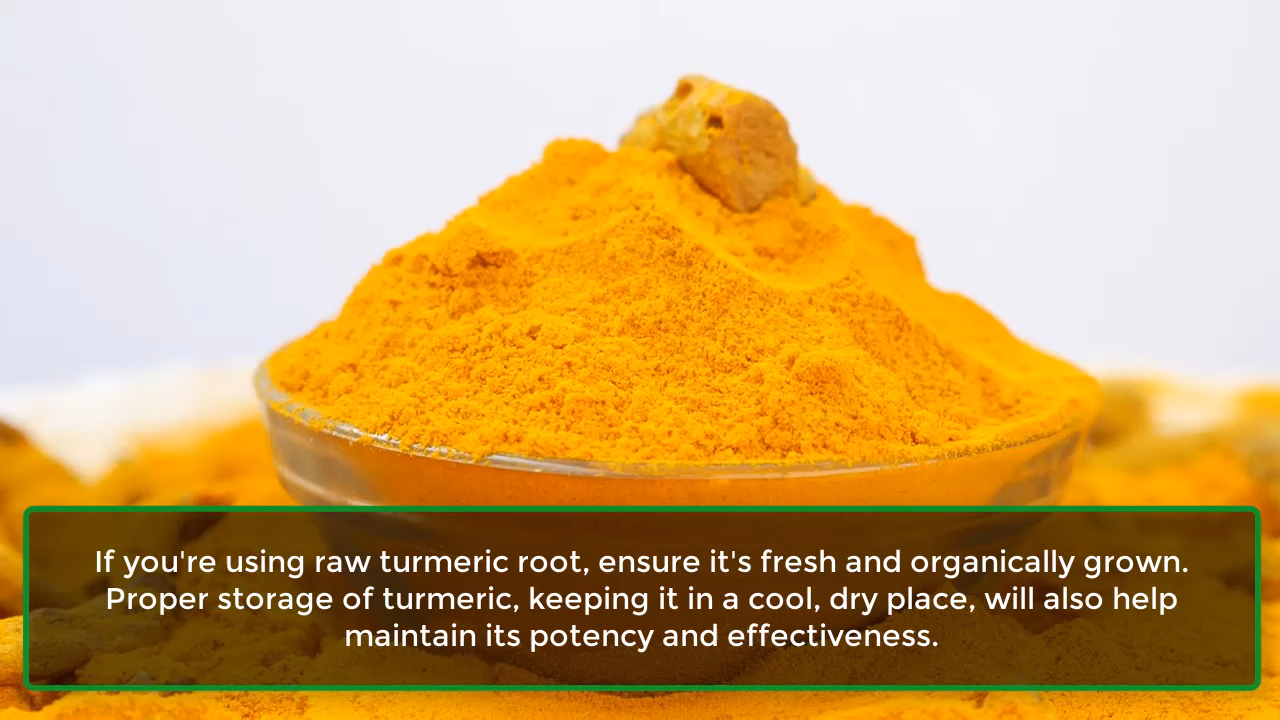 If you're using raw turmeric root, ensure it's fresh and organically grown.
Proper storage of turmeric, keeping it in a cool, dry place, will also help
maintain its potency and effectiveness.